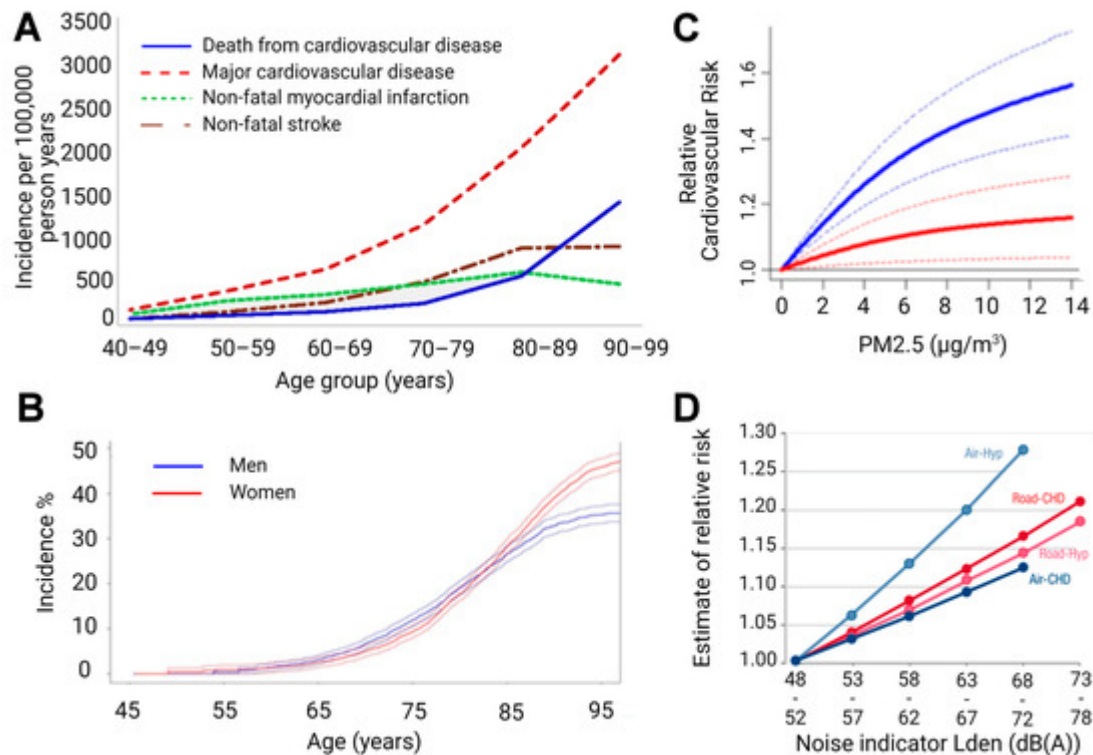 A
3500
3000
2500
2000
1500
1000
500
0
Incidence per 100,000
person years
Death from cardiovascular disease
Major cardiovascular disease
Non-fatal myocardial infarction
Non-fatal stroke
40–49 50–59 60–69 70–79 80–89 90–99
Age group (years)
C
Relative
Cardiovascular Risk
1.6
1.4
1.2
1.0
0 2 4 6 8 10 12 14
PM2.5 (µg/m³)
B
50
40
30
20
10
0
Incidence %
Men
Women
45 55 65 75 85 95
Age (years)
D
Estimate of relative risk
1.30
1.25
1.20
1.15
1.10
1.05
1.00
Air-Hyp
Road-CHD
Road-Hyp
Air-CHD
48 53 58 63 68 73
- - - - - -
52 57 62 67 72 78
Noise indicator Lden (dB(A))